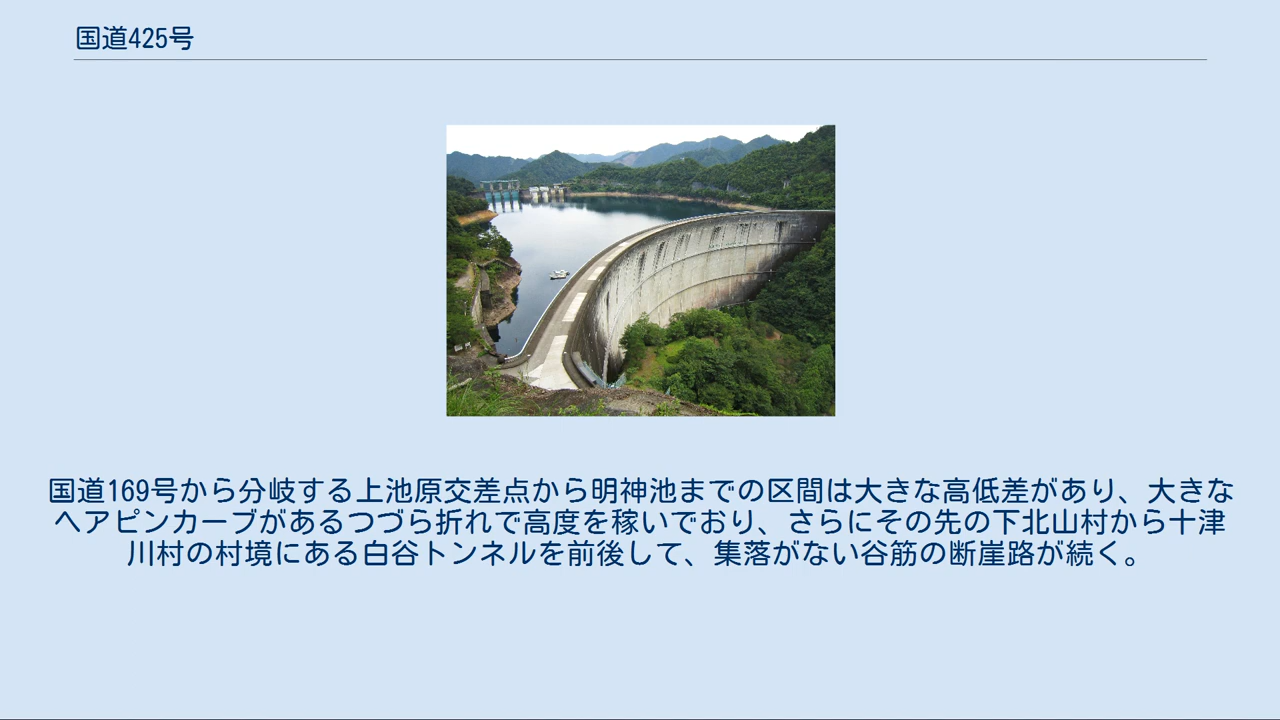 国道425号
国道169号から分岐する上池原交差点から明神池までの区間は大きな高低差があり、大きな
ヘアピンカーブがあるつづら折れで高度を稼いでおり、さらにその先の下北山村から十津
川村の村境にある白谷トンネルを前後して、集落がない谷筋の断崖路が続く。